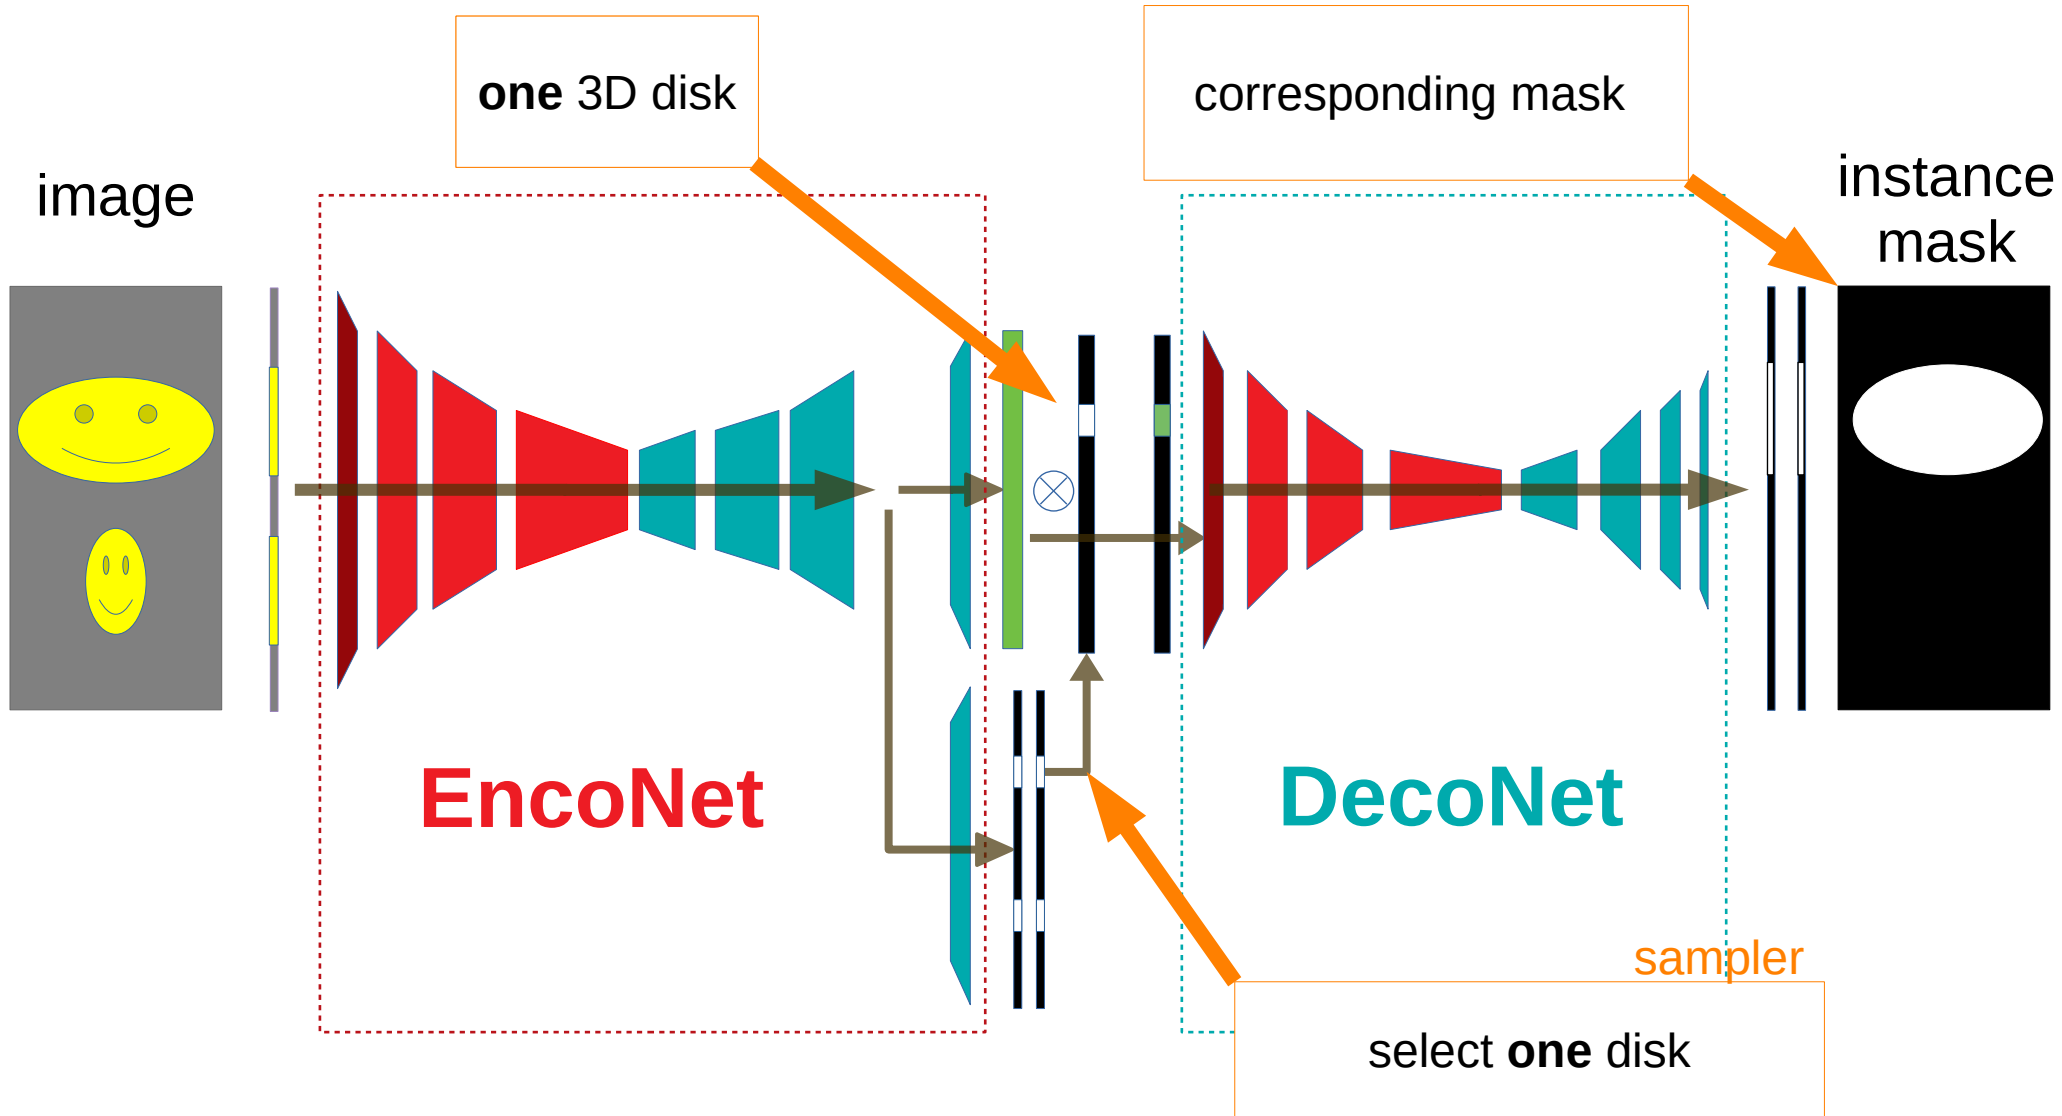 one 3D disk
corresponding mask
image
instance
mask
EncoNet
DecoNet
sampler
select one disk